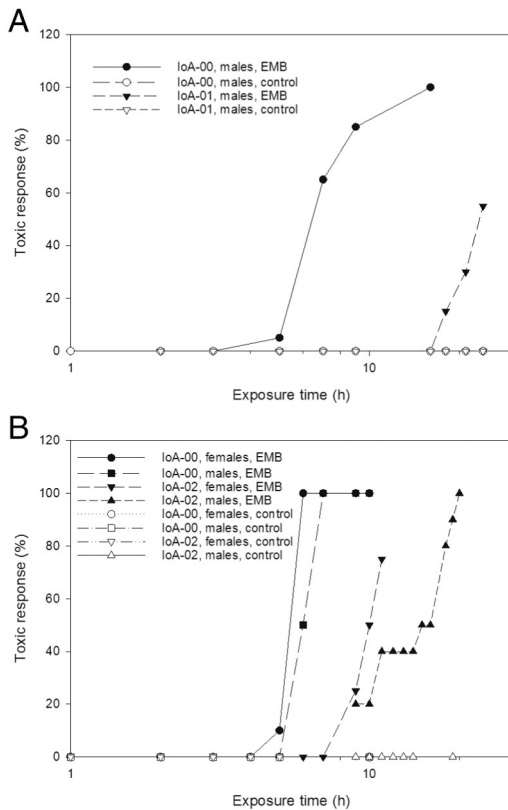 A
120
100
80
60
40
20
0
Toxic response (%)
IoA-00, males, EMB
IoA-00, males, control
IoA-01, males, EMB
IoA-01, males, control
1
10
Exposure time (h)
B
120
100
80
60
40
20
0
Toxic response (%)
IoA-00, females, EMB
IoA-00, males, EMB
IoA-02, females, EMB
IoA-02, males, EMB
IoA-00, females, control
IoA-00, males, control
IoA-02, females, control
IoA-02, males, control
1
10
Exposure time (h)